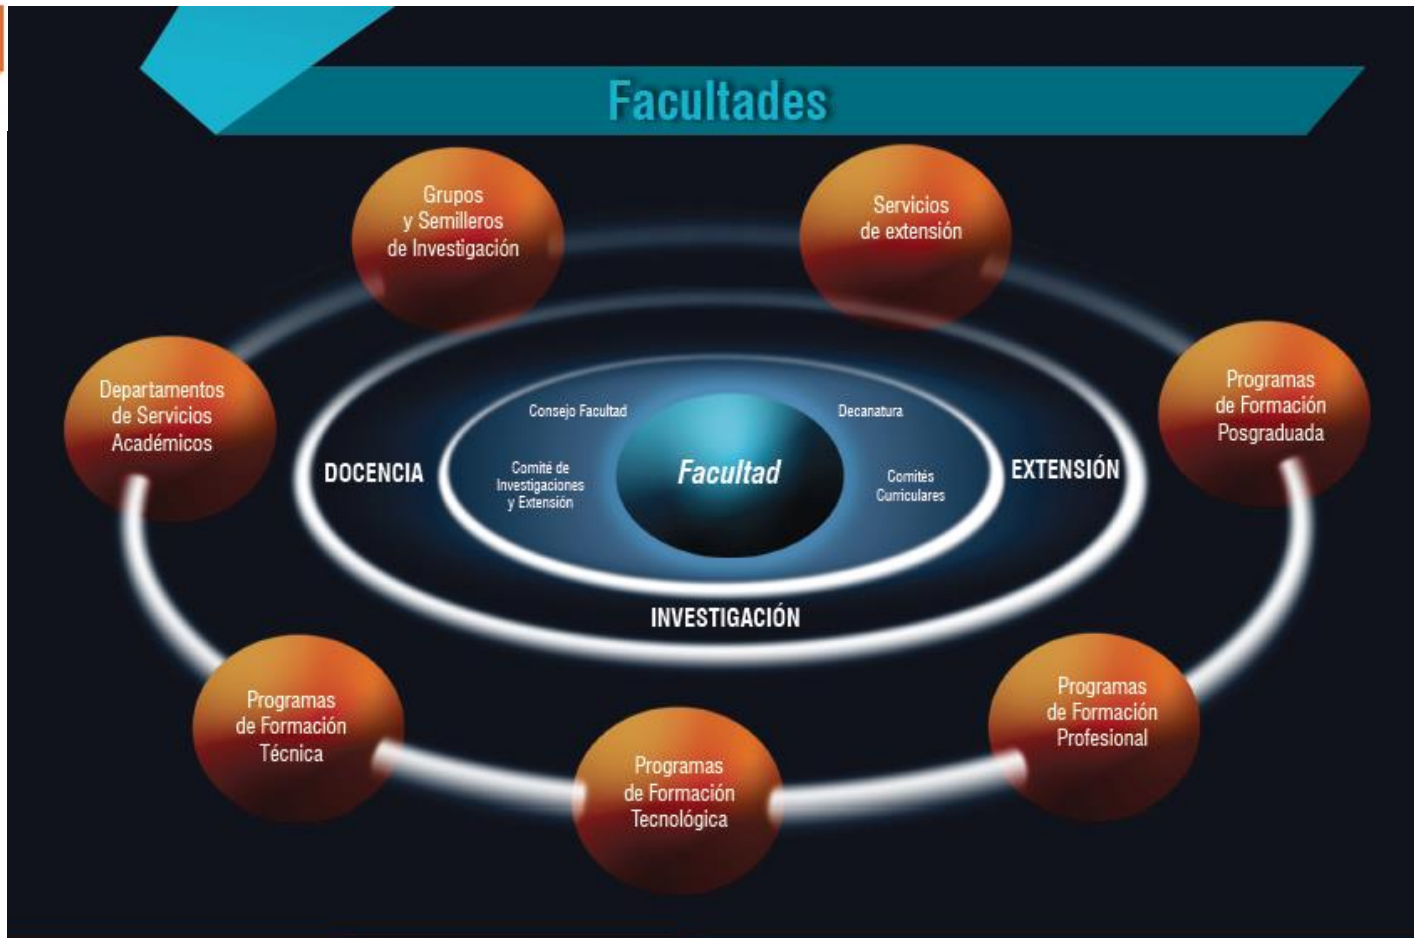 Facultades
Grupos
y Semilleros
de Investigación
Servicios
de extensión
Departamentos
de Servicios
Académicos
Programas
de Formación
Posgraduada
Consejo Facultad
Decanatura
DOCENCIA
Comité de
Investigaciones
y Extensión
Facultad
Comités
Curriculares
EXTENSIÓN
INVESTIGACIÓN
Programas
de Formación
Técnica
Programas
de Formación
Tecnológica
Programas
de Formación
Profesional